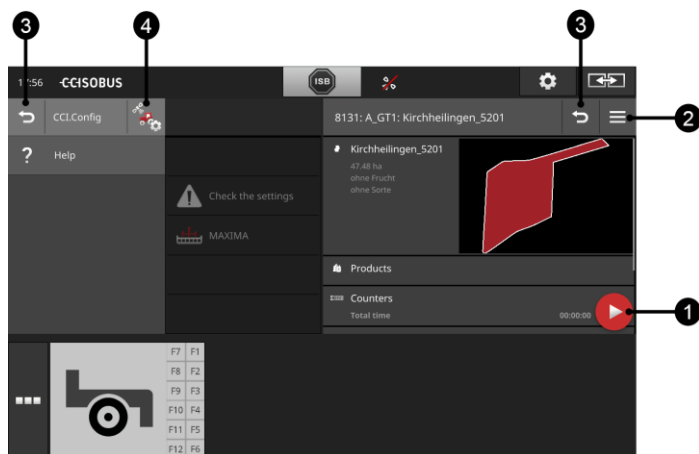 3
4
3
17:56
CCISOBUS
ISB
CCI.Config
8131: A_GT1: Kirchheilingen_5201
2
? Help
Kirchheilingen_5201
47.48 ha
ohne Frucht
ohne Sorte
Check the settings
MAXIMA
Products
Counters
Total time 00:00:00
1
F7 F1
F8 F2
F9 F3
F10 F4
F11 F5
F12 F6